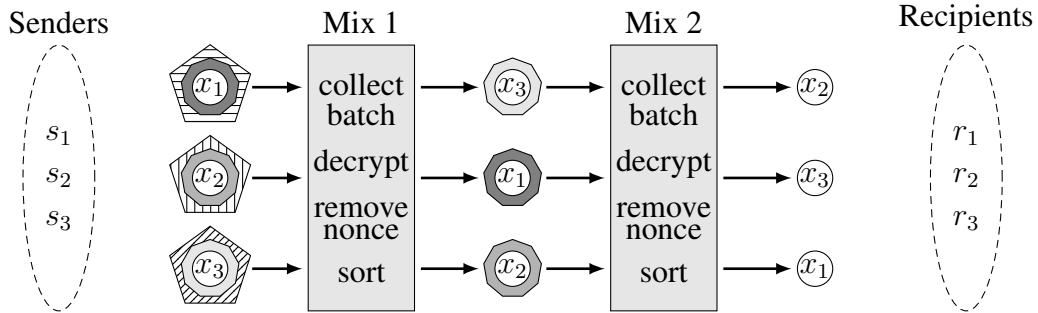 Senders
Mix 1
Mix 2
Recipients
s₁
s₂
s₃
x₁
x₂
x₃
collect
batch
decrypt
remove
nonce
sort
x₃
x₁
x₂
collect
batch
decrypt
remove
nonce
sort
x₂
x₃
x₁
r₁
r₂
r₃